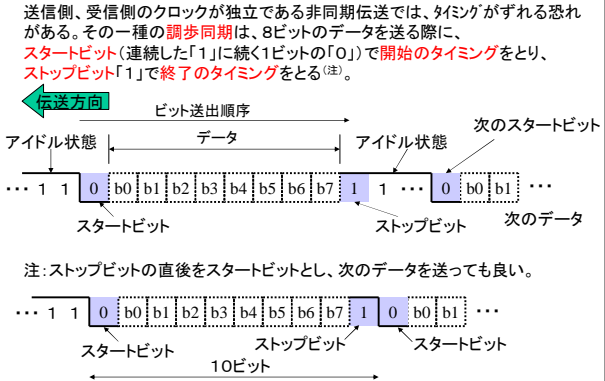 送信側、受信側のクロックが独立である非同期伝送では、ﾀｲﾐﾝｸﾞがずれる恐れ
がある。その一種の調歩同期は、8ビットのデータを送る際に、
スタートビット(連続した「1」に続く1ビットの「0」)で開始のタイミングをとり、
ストップビット「1」で終了のタイミングをとる(注)。
伝送方向
ビット送出順序
次のスタートビット
アイドル状態 データ アイドル状態
… 1 1 0 b0 b1 b2 b3 b4 b5 b6 b7 1 1 … 0 b0 b1 …
スタートビット ストップビット 次のデータ
注:ストップビットの直後をスタートビットとし、次のデータを送っても良い。
… 1 1 0 b0 b1 b2 b3 b4 b5 b6 b7 1 0 b0 b1 …
スタートビット ストップビット スタートビット
10ビット